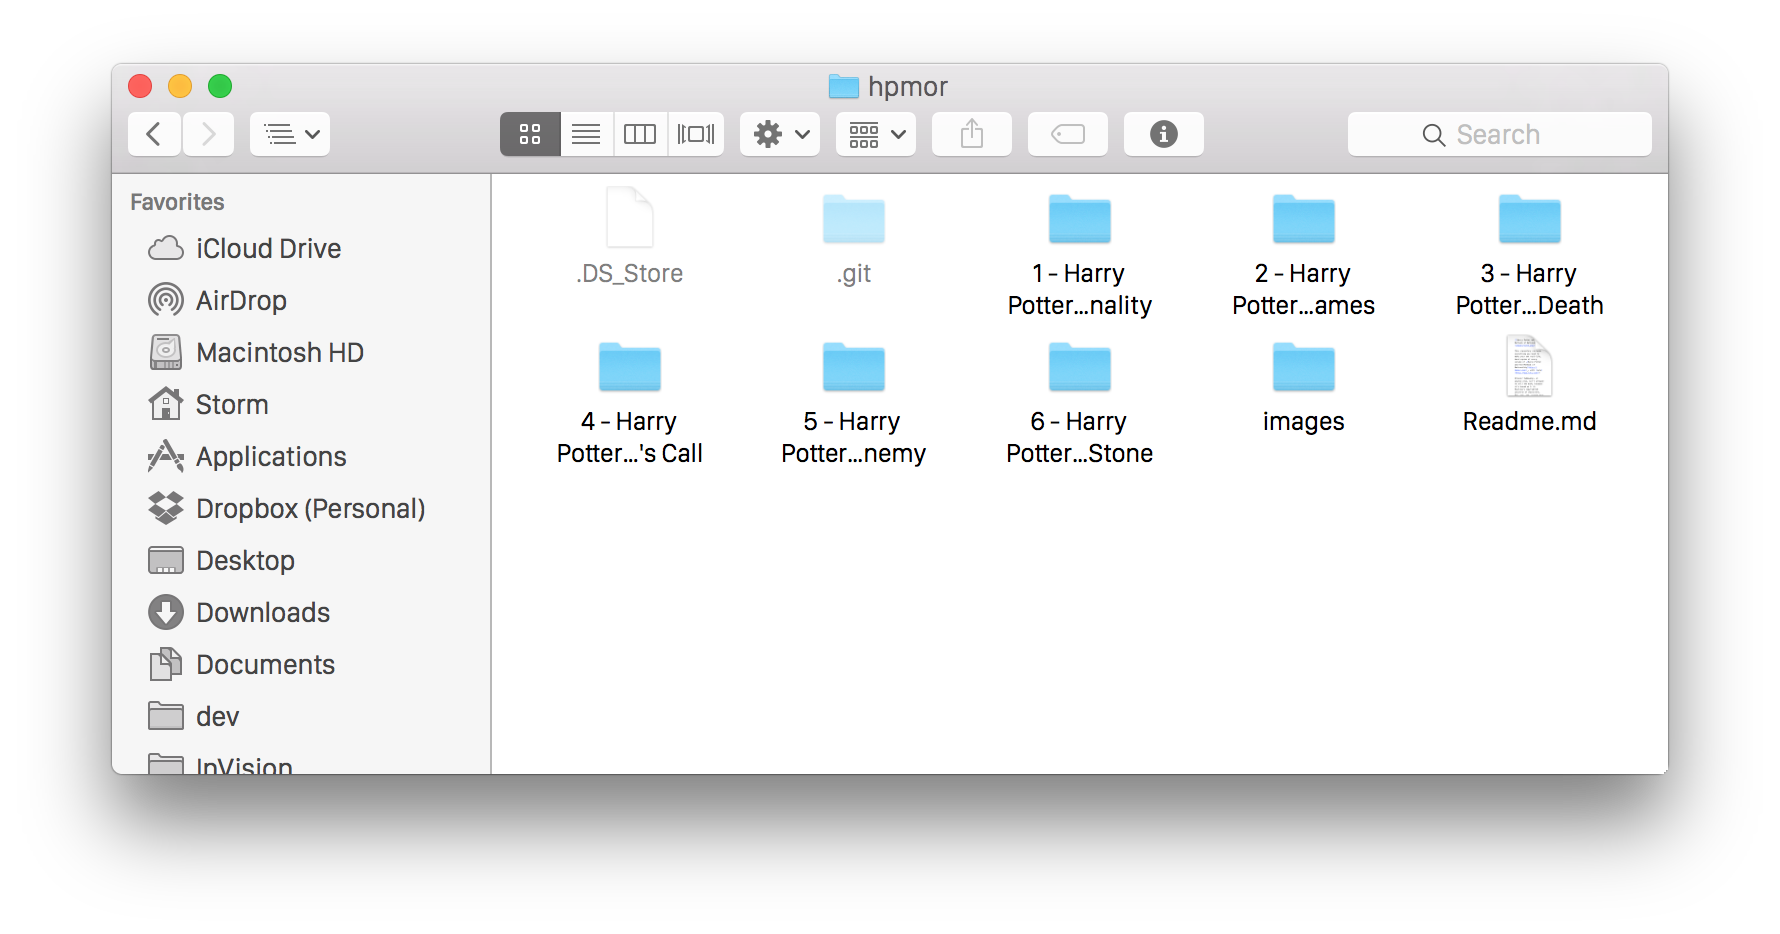 hpmor
Search
Favorites
iCloud Drive
AirDrop
Macintosh HD
Storm
Applications
Dropbox (Personal)
Desktop
Downloads
Documents
dev
InVision
.DS_Store
.git
1 - Harry
Potter...nality
2 - Harry
Potter...ames
3 - Harry
Potter...Death
4 - Harry
Potter...'s Call
5 - Harry
Potter...nemy
6 - Harry
Potter...Stone
images
Readme.md